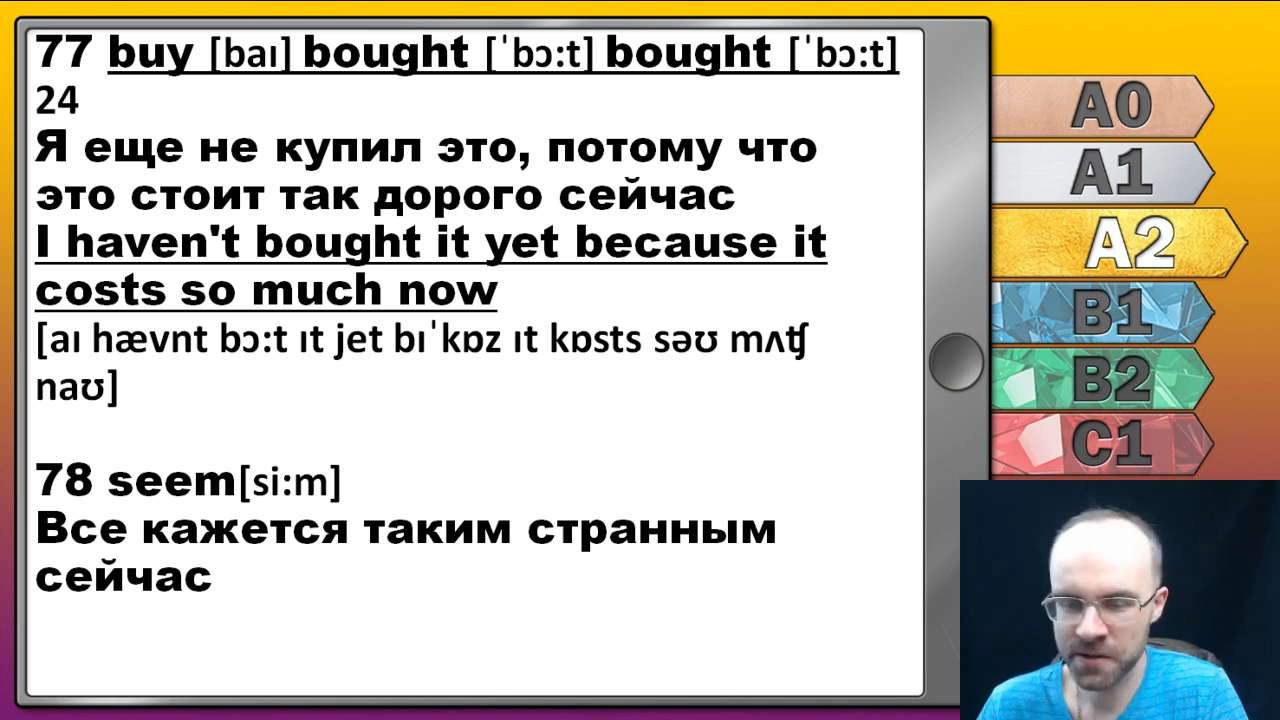 77 buy [baɪ] bought [ˈbɔ:t] bought [ˈbɔ:t]
24
Я еще не купил это, потому что
это стоит так дорого сейчас
I haven't bought it yet because it
costs so much now
[aɪ hævnt bɔ:t ɪt jet bɪˈkɒz ɪt kɒsts səʊ mʌʧ
naʊ]
78 seem[si:m]
Все кажется таким странным
сейчас
A0
A1
A2
B1
B2
C1